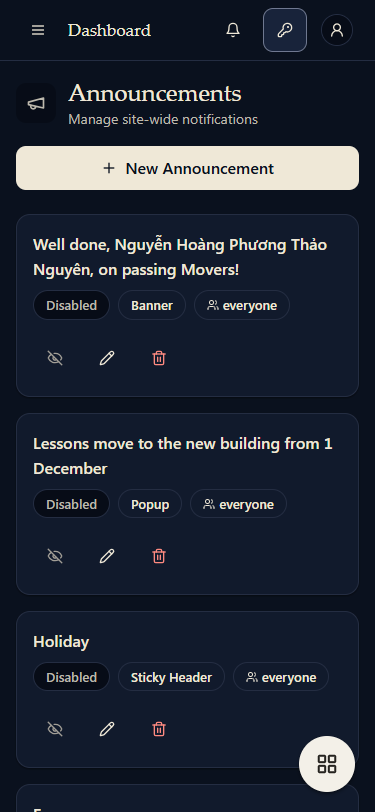 Dashboard
Announcements
Manage site-wide notifications
New Announcement
Well done, Nguyễn Hoàng Phương Thảo
Nguyên, on passing Movers!
Disabled Banner everyone
Lessons move to the new building from 1
December
Disabled Popup everyone
Holiday
Disabled Sticky Header everyone